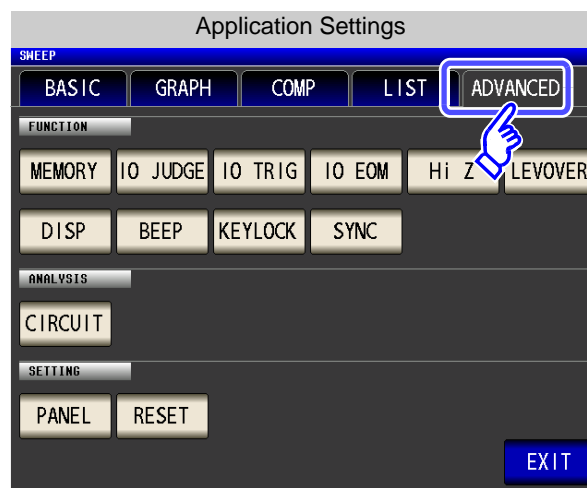 Application Settings
SWEEP
BASIC GRAPH COMP LIST ADVANCED
FUNCTION
MEMORY IO JUDGE IO TRIG IO EOM Hi Z LEVOVER
DISP BEEP KEYLOCK SYNC
ANALYSIS
CIRCUIT
SETTING
PANEL RESET
EXIT